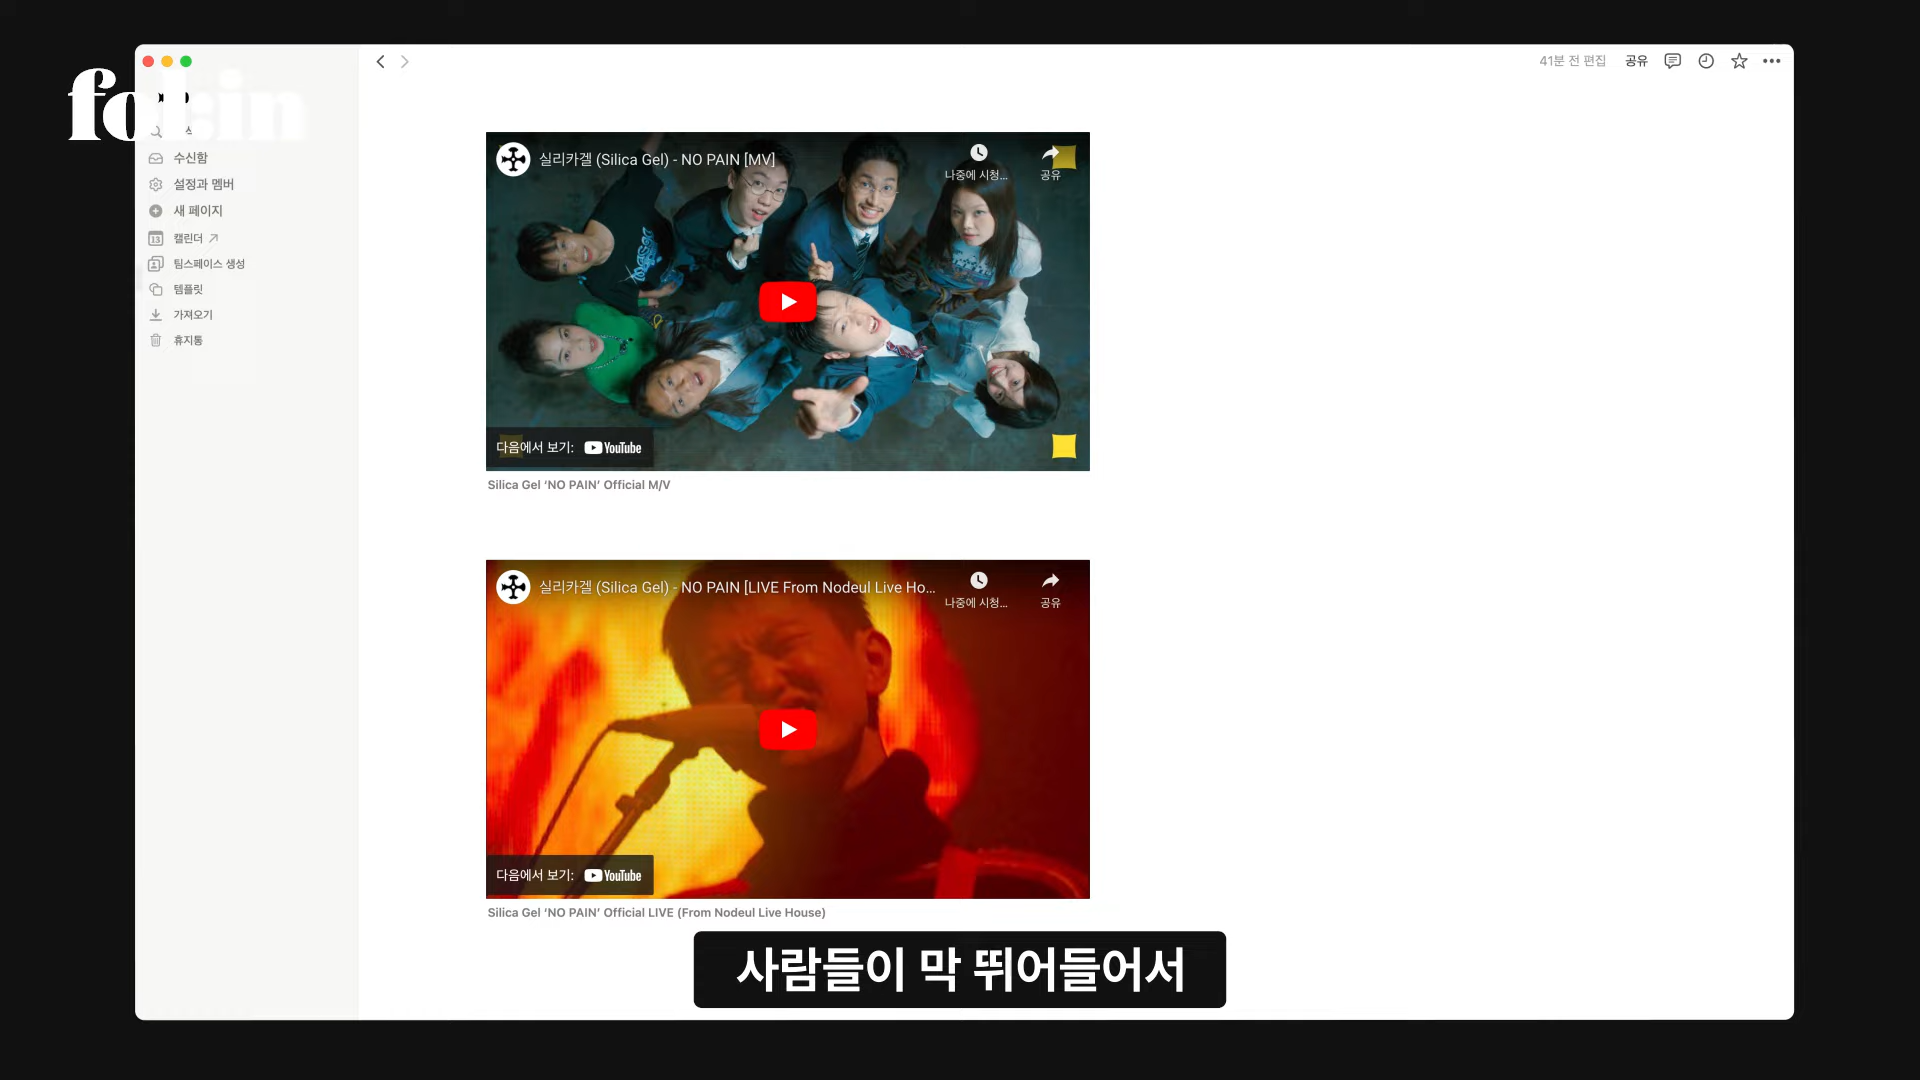 fol:in
41분 전 편집
공유
수신함
설정과 멤버
새 페이지
13
캘린더
팀스페이스 생성
템플릿
가져오기
휴지통
실리카겔 (Silica Gel) - NO PAIN [MV]
나중에 시청...
공유
다음에서 보기: YouTube
Silica Gel ‘NO PAIN’ Official M/V
실리카겔 (Silica Gel) - NO PAIN [LIVE From Nodeul Live Ho...
나중에 시청...
공유
다음에서 보기: YouTube
Silica Gel ‘NO PAIN’ Official LIVE (From Nodeul Live House)
사람들이 막 뛰어들어서